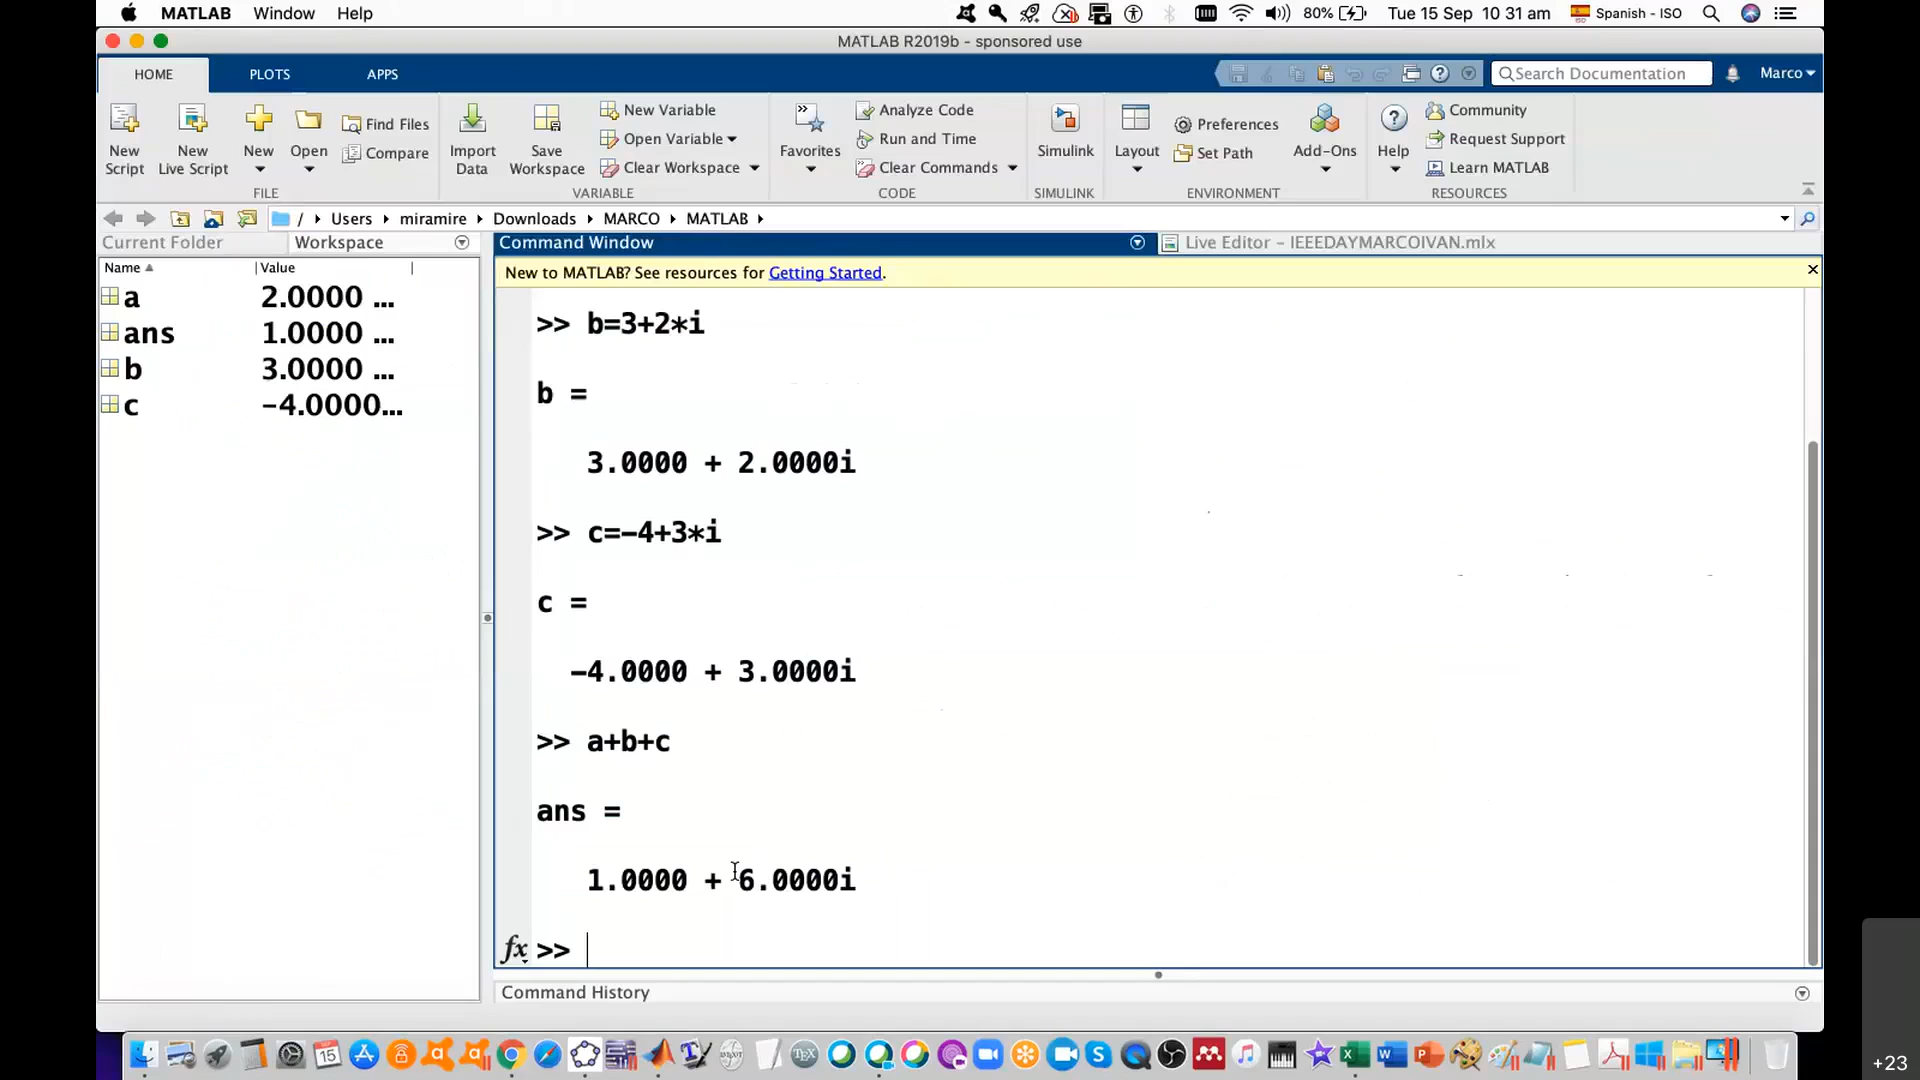 MATLAB Window Help 80% Tue 15 Sep 10 31 am Spanish - ISO
MATLAB R2019b - sponsored use
HOME PLOTS APPS Search Documentation Marco
New Script
New Live Script
New
Open
Find Files
Compare
FILE
Import Data
Save Workspace
New Variable
Open Variable
Clear Workspace
VARIABLE
Favorites
Analyze Code
Run and Time
Clear Commands
CODE
Simulink
SIMULINK
Layout
Preferences
Set Path
Add-Ons
ENVIRONMENT
Help
Community
Request Support
Learn MATLAB
RESOURCES
/ Users miramire Downloads MARCO MATLAB
Current Folder Workspace
Name Value
a 2.0000 ...
ans 1.0000 ...
b 3.0000 ...
c -4.0000...
Command Window Live Editor - IEEEDAYMARCOIVAN.mlx
New to MATLAB? See resources for Getting Started.
>> b=3+2*i
b =
3.0000 + 2.0000i
>> c=-4+3*i
c =
-4.0000 + 3.0000i
>> a+b+c
ans =
1.0000 + 6.0000i
fx >>
Command History
15
+23